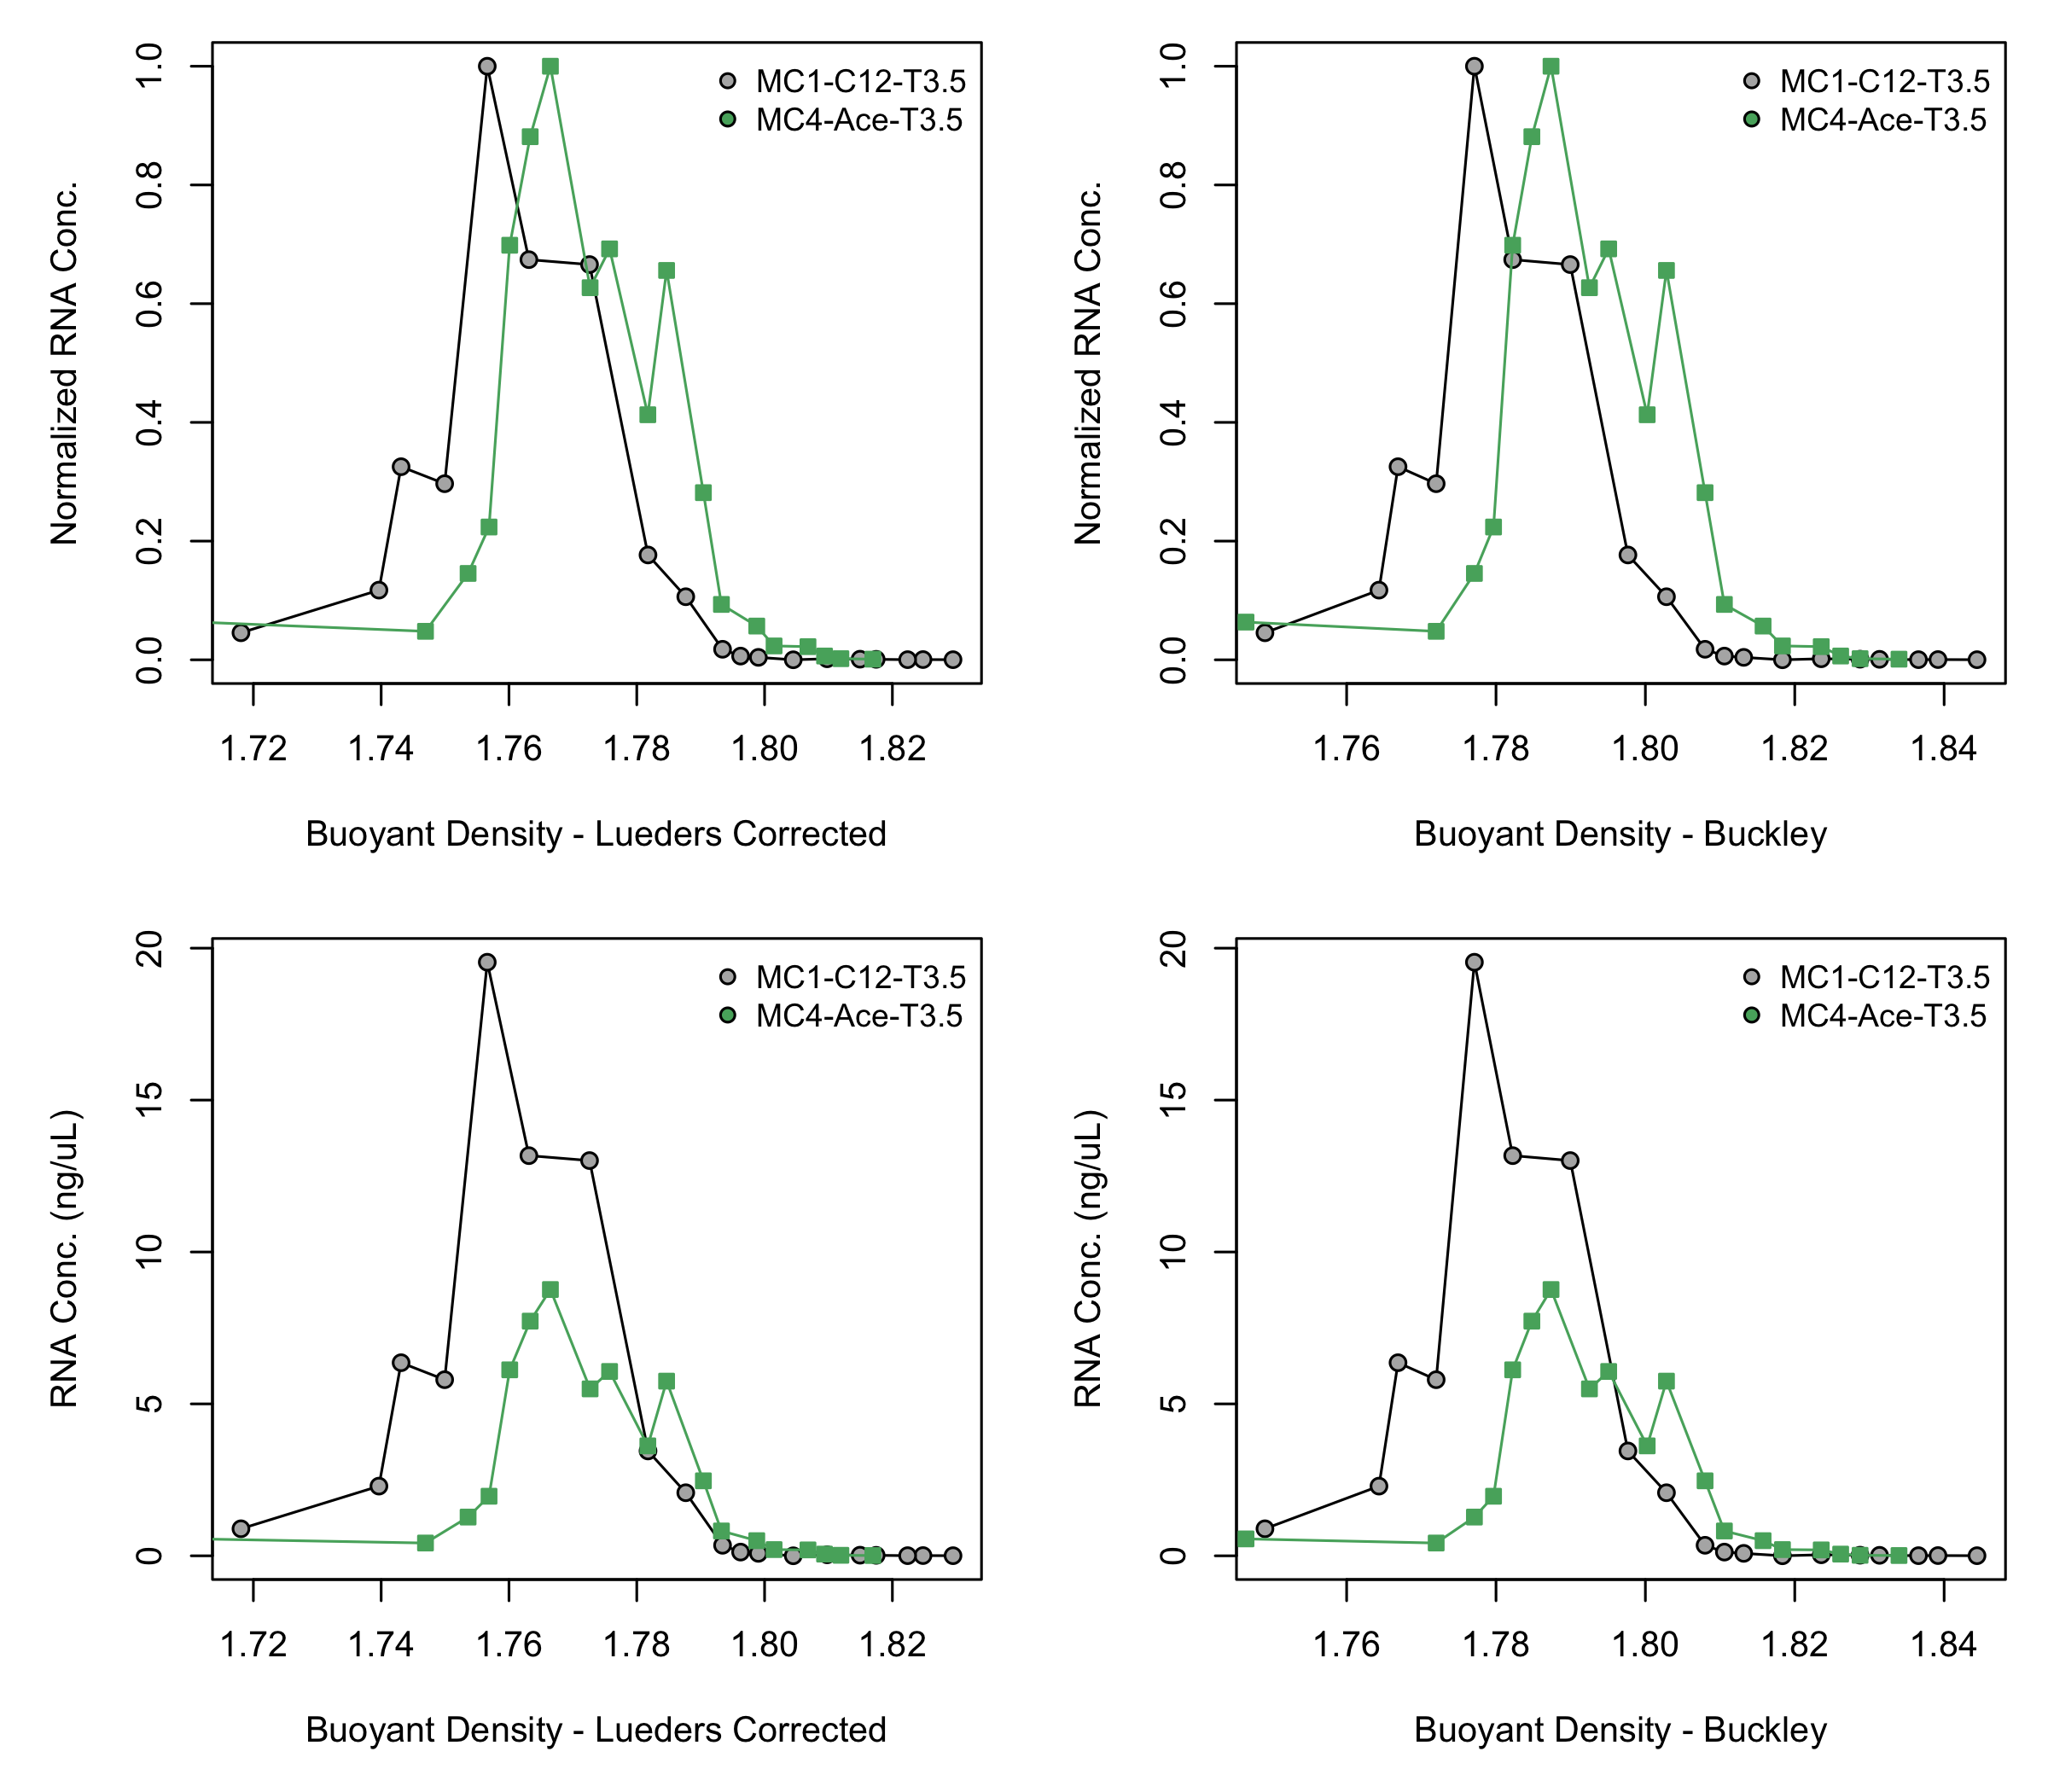 Normalized RNA Conc.
1.0
0.8
0.6
0.4
0.2
0.0
MC1-C12-T3.5
MC4-Ace-T3.5
1.72 1.74 1.76 1.78 1.80 1.82
Buoyant Density - Lueders Corrected
Normalized RNA Conc.
1.0
0.8
0.6
0.4
0.2
0.0
MC1-C12-T3.5
MC4-Ace-T3.5
1.76 1.78 1.80 1.82 1.84
Buoyant Density - Buckley
RNA Conc. (ng/uL)
20
15
10
5
0
MC1-C12-T3.5
MC4-Ace-T3.5
1.72 1.74 1.76 1.78 1.80 1.82
Buoyant Density - Lueders Corrected
RNA Conc. (ng/uL)
20
15
10
5
0
MC1-C12-T3.5
MC4-Ace-T3.5
1.76 1.78 1.80 1.82 1.84
Buoyant Density - Buckley